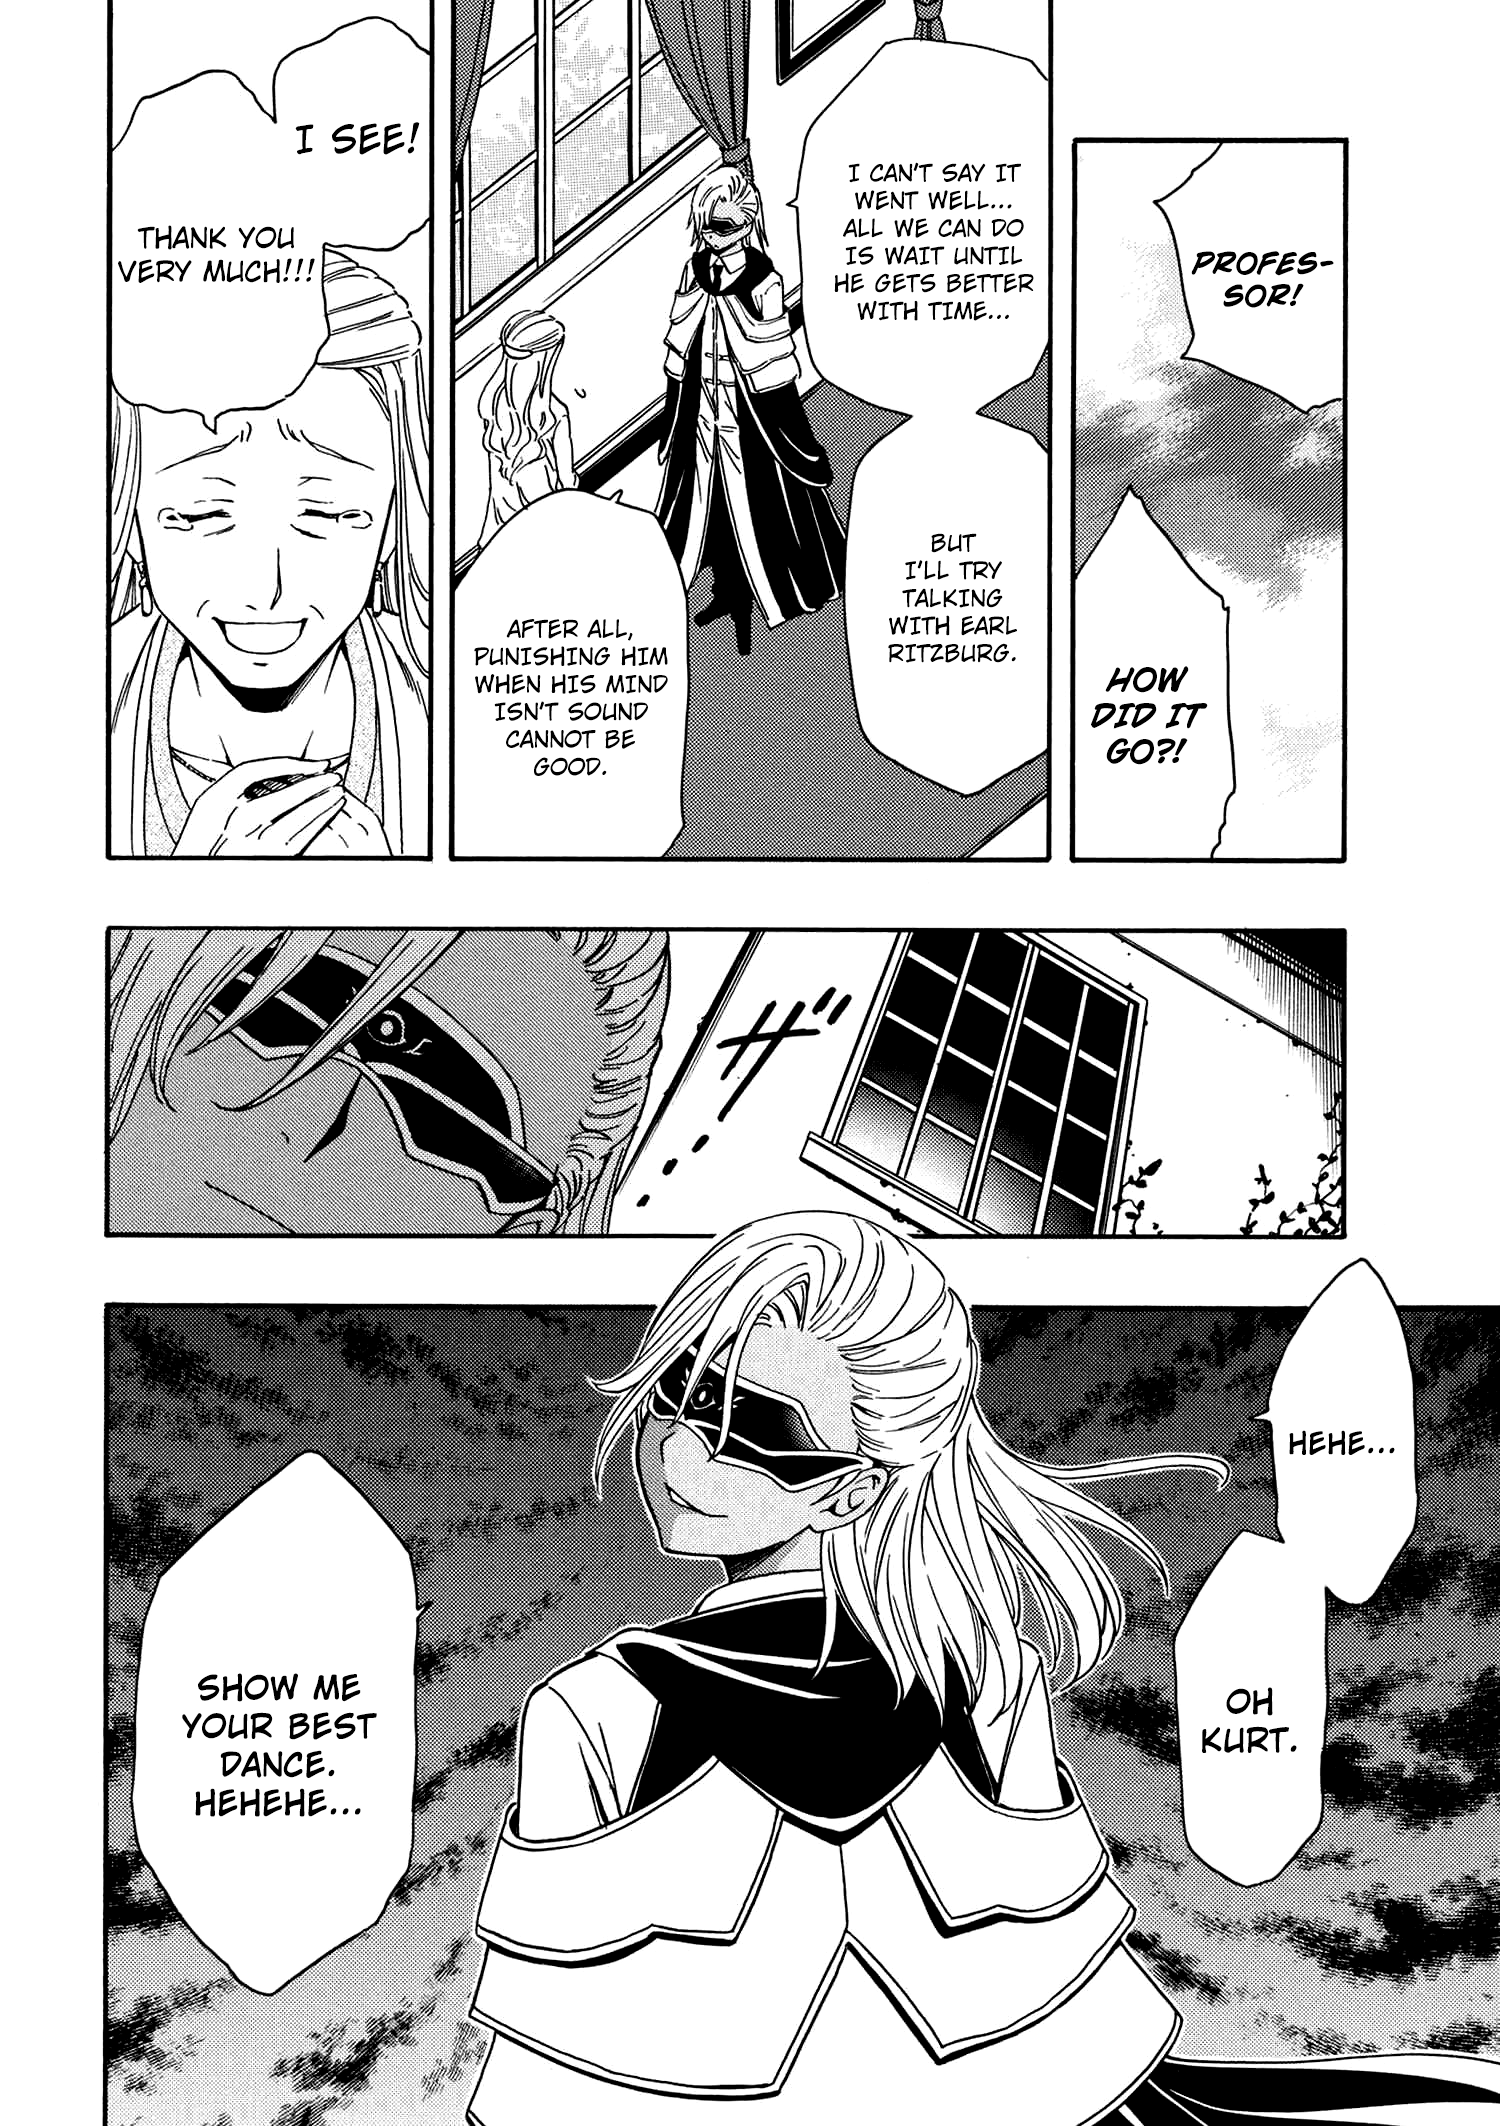 PROFES-
SOR!
HOW
DID IT
GO?!
I CAN'T SAY IT
WENT WELL...
ALL WE CAN DO
IS WAIT UNTIL
HE GETS BETTER
WITH TIME...
BUT
I'LL TRY
TALKING
WITH EARL
RITZBURG.
AFTER ALL,
PUNISHING HIM
WHEN HIS MIND
ISN'T SOUND
CANNOT BE
GOOD.
I SEE!
THANK YOU
VERY MUCH!!!
ザ...
HEHE...
OH
KURT.
SHOW ME
YOUR BEST
DANCE.
HEHEHE...